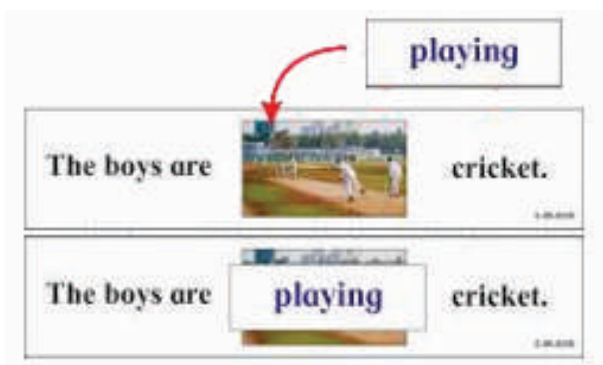 playing
The boys are cricket.
The boys are playing cricket.